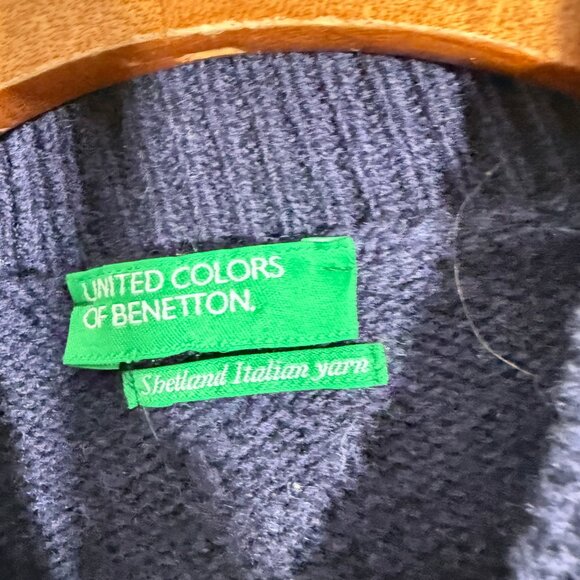 UNITED COLORS
OF BENETTON.
Shetland Italian yarn